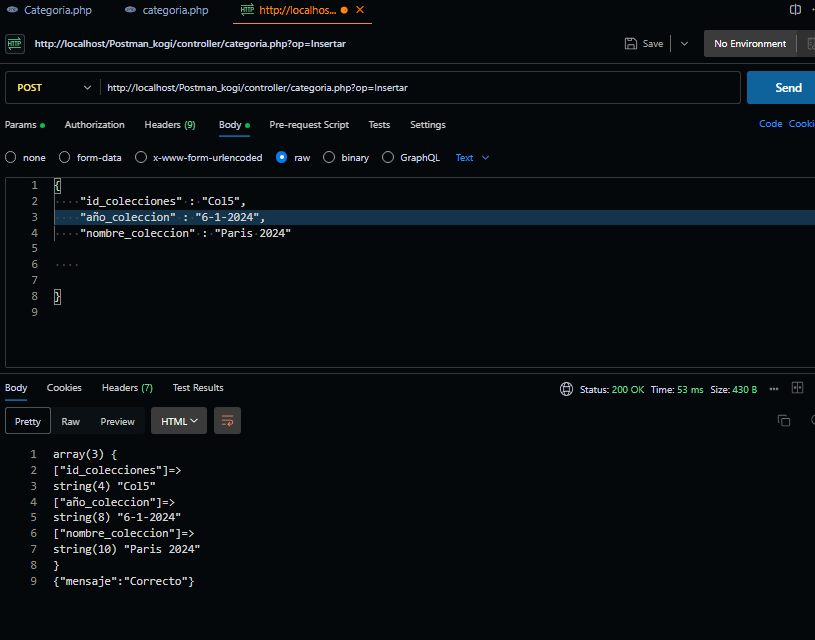 Categoria.php categoria.php HTTP http://localhos...
HTTP http://localhost/Postman_kogi/controller/categoria.php?op=Insertar Save No Environment
POST http://localhost/Postman_kogi/controller/categoria.php?op=Insertar Send
Params Authorization Headers (9) Body Pre-request Script Tests Settings Code Cooki
none form-data x-www-form-urlencoded raw binary GraphQL Text
1 {
2 "id_colecciones" : "Col5",
3 "año_coleccion" : "6-1-2024",
4 "nombre_coleccion" : "Paris 2024"
5
6
7
8 }
9
Body Cookies Headers (7) Test Results Status: 200 OK Time: 53 ms Size: 430 B
Pretty Raw Preview HTML
1 array(3) {
2 ["id_colecciones"]=>
3 string(4) "Col5"
4 ["año_coleccion"]=>
5 string(8) "6-1-2024"
6 ["nombre_coleccion"]=>
7 string(10) "Paris 2024"
8 }
9 {"mensaje":"Correcto"}